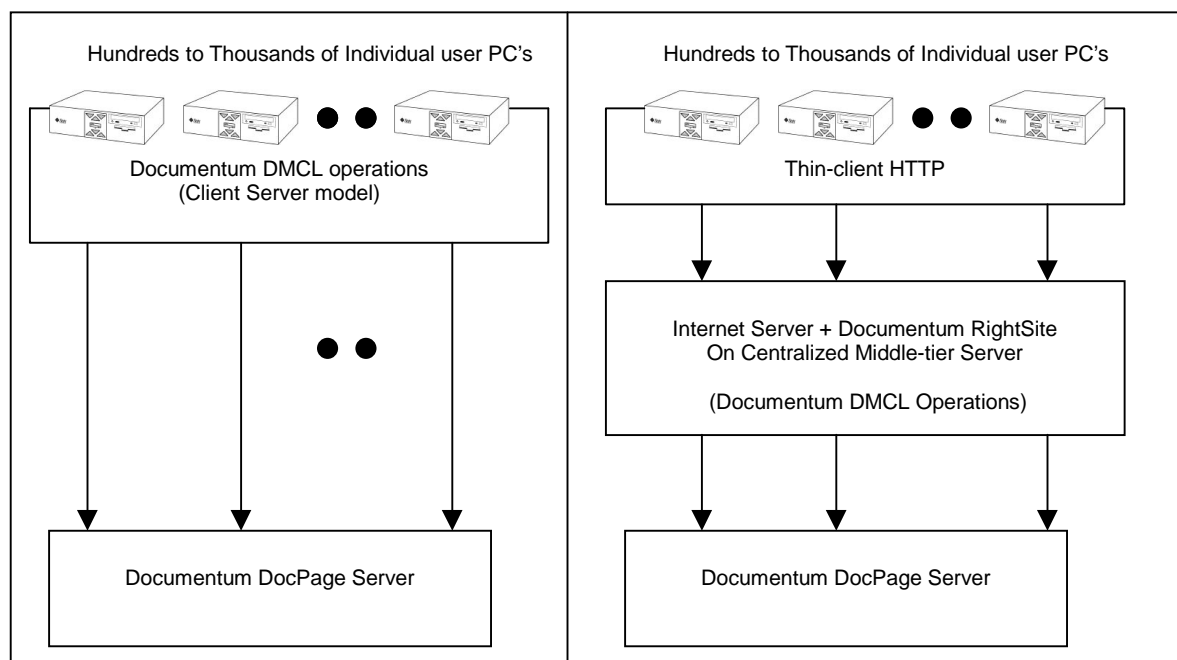 Hundreds to Thousands of Individual user PC's
Documentum DMCL operations
(Client Server model)
Documentum DocPage Server
Hundreds to Thousands of Individual user PC's
Thin-client HTTP
Internet Server + Documentum RightSite
On Centralized Middle-tier Server
(Documentum DMCL Operations)
Documentum DocPage Server